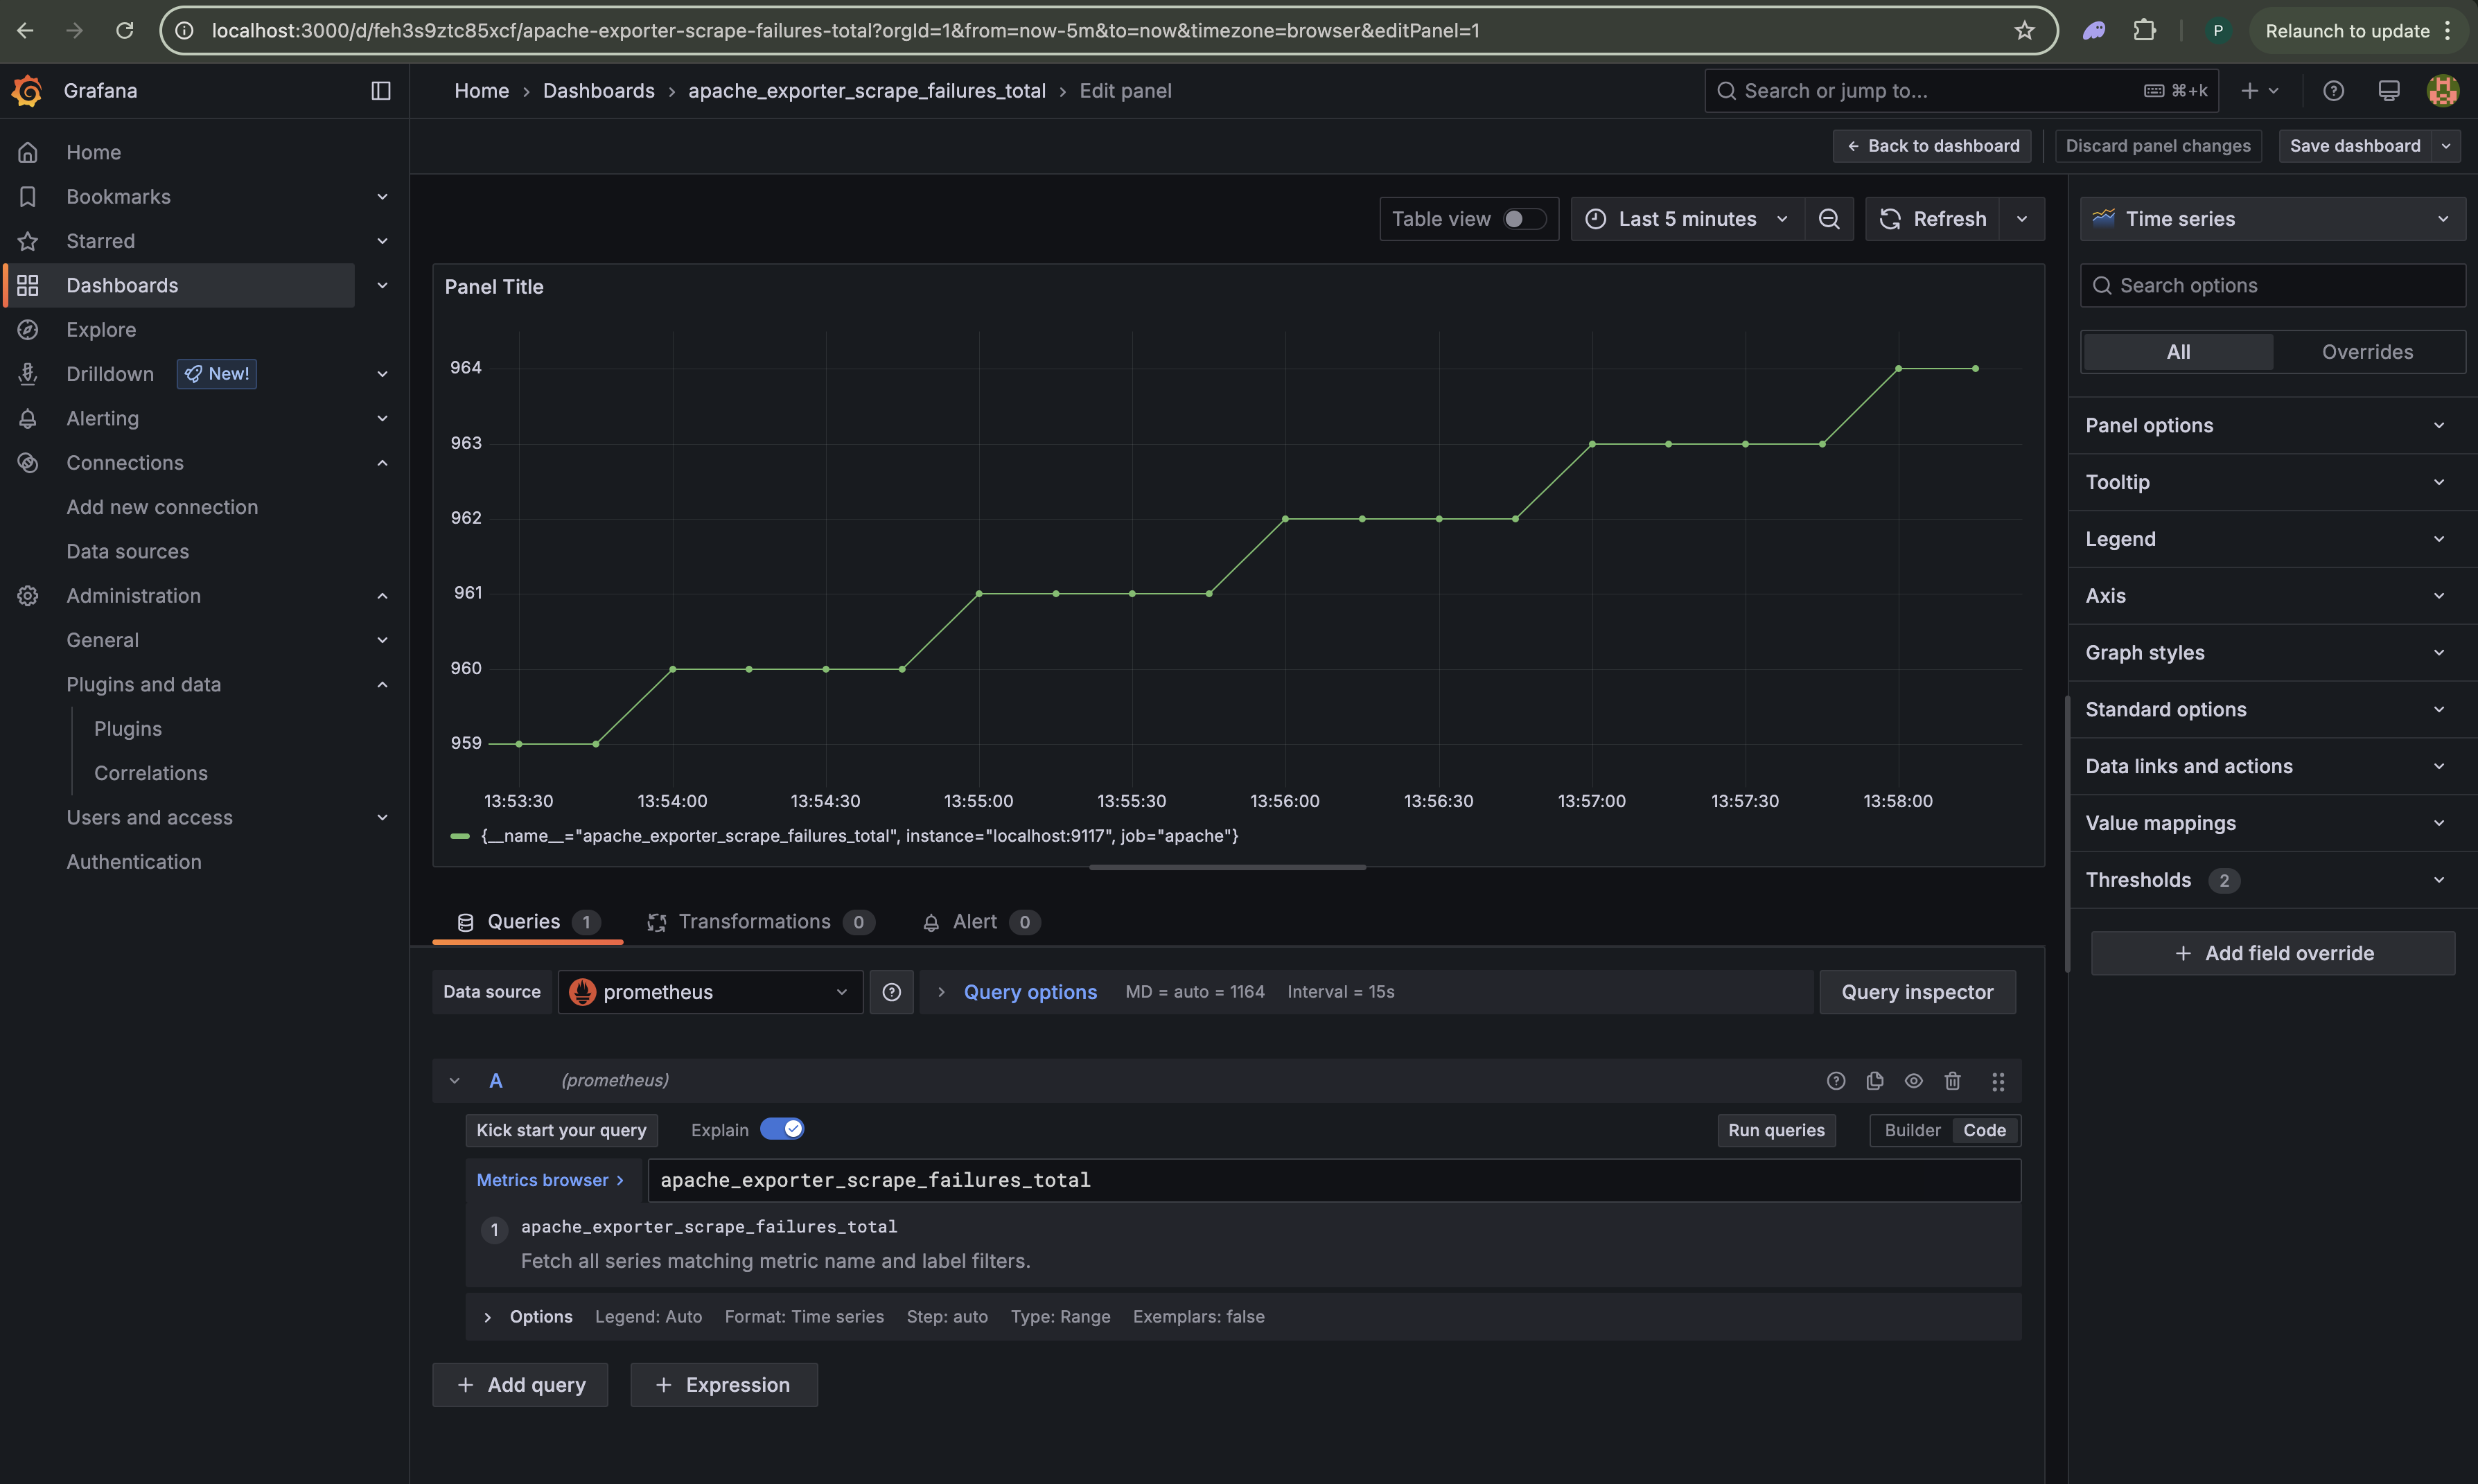 localhost:3000/d/feh3s9ztc85xcf/apache-exporter-scrape-failures-total?orgId=1&from=now-5m&to=now&timezone=browser&editPanel=1
P
Relaunch to update
Grafana
Home › Dashboards › apache_exporter_scrape_failures_total › Edit panel
Search or jump to...
⌘+k
Back to dashboard
Discard panel changes
Save dashboard
Home
Bookmarks
Starred
Dashboards
Explore
Drilldown New!
Alerting
Connections
Add new connection
Data sources
Administration
General
Plugins and data
Plugins
Correlations
Users and access
Authentication
Table view
Last 5 minutes
Refresh
Panel Title
964
963
962
961
960
959
13:53:30 13:54:00 13:54:30 13:55:00 13:55:30 13:56:00 13:56:30 13:57:00 13:57:30 13:58:00
{__name__="apache_exporter_scrape_failures_total", instance="localhost:9117", job="apache"}
Queries 1
Transformations 0
Alert 0
Data source
prometheus
Query options MD = auto = 1164 Interval = 15s
Query inspector
A (prometheus)
Kick start your query
Explain
Run queries
Builder Code
Metrics browser >
apache_exporter_scrape_failures_total
1 apache_exporter_scrape_failures_total
Fetch all series matching metric name and label filters.
Options Legend: Auto Format: Time series Step: auto Type: Range Exemplars: false
+ Add query
+ Expression
Time series
Search options
All Overrides
Panel options
Tooltip
Legend
Axis
Graph styles
Standard options
Data links and actions
Value mappings
Thresholds 2
+ Add field override